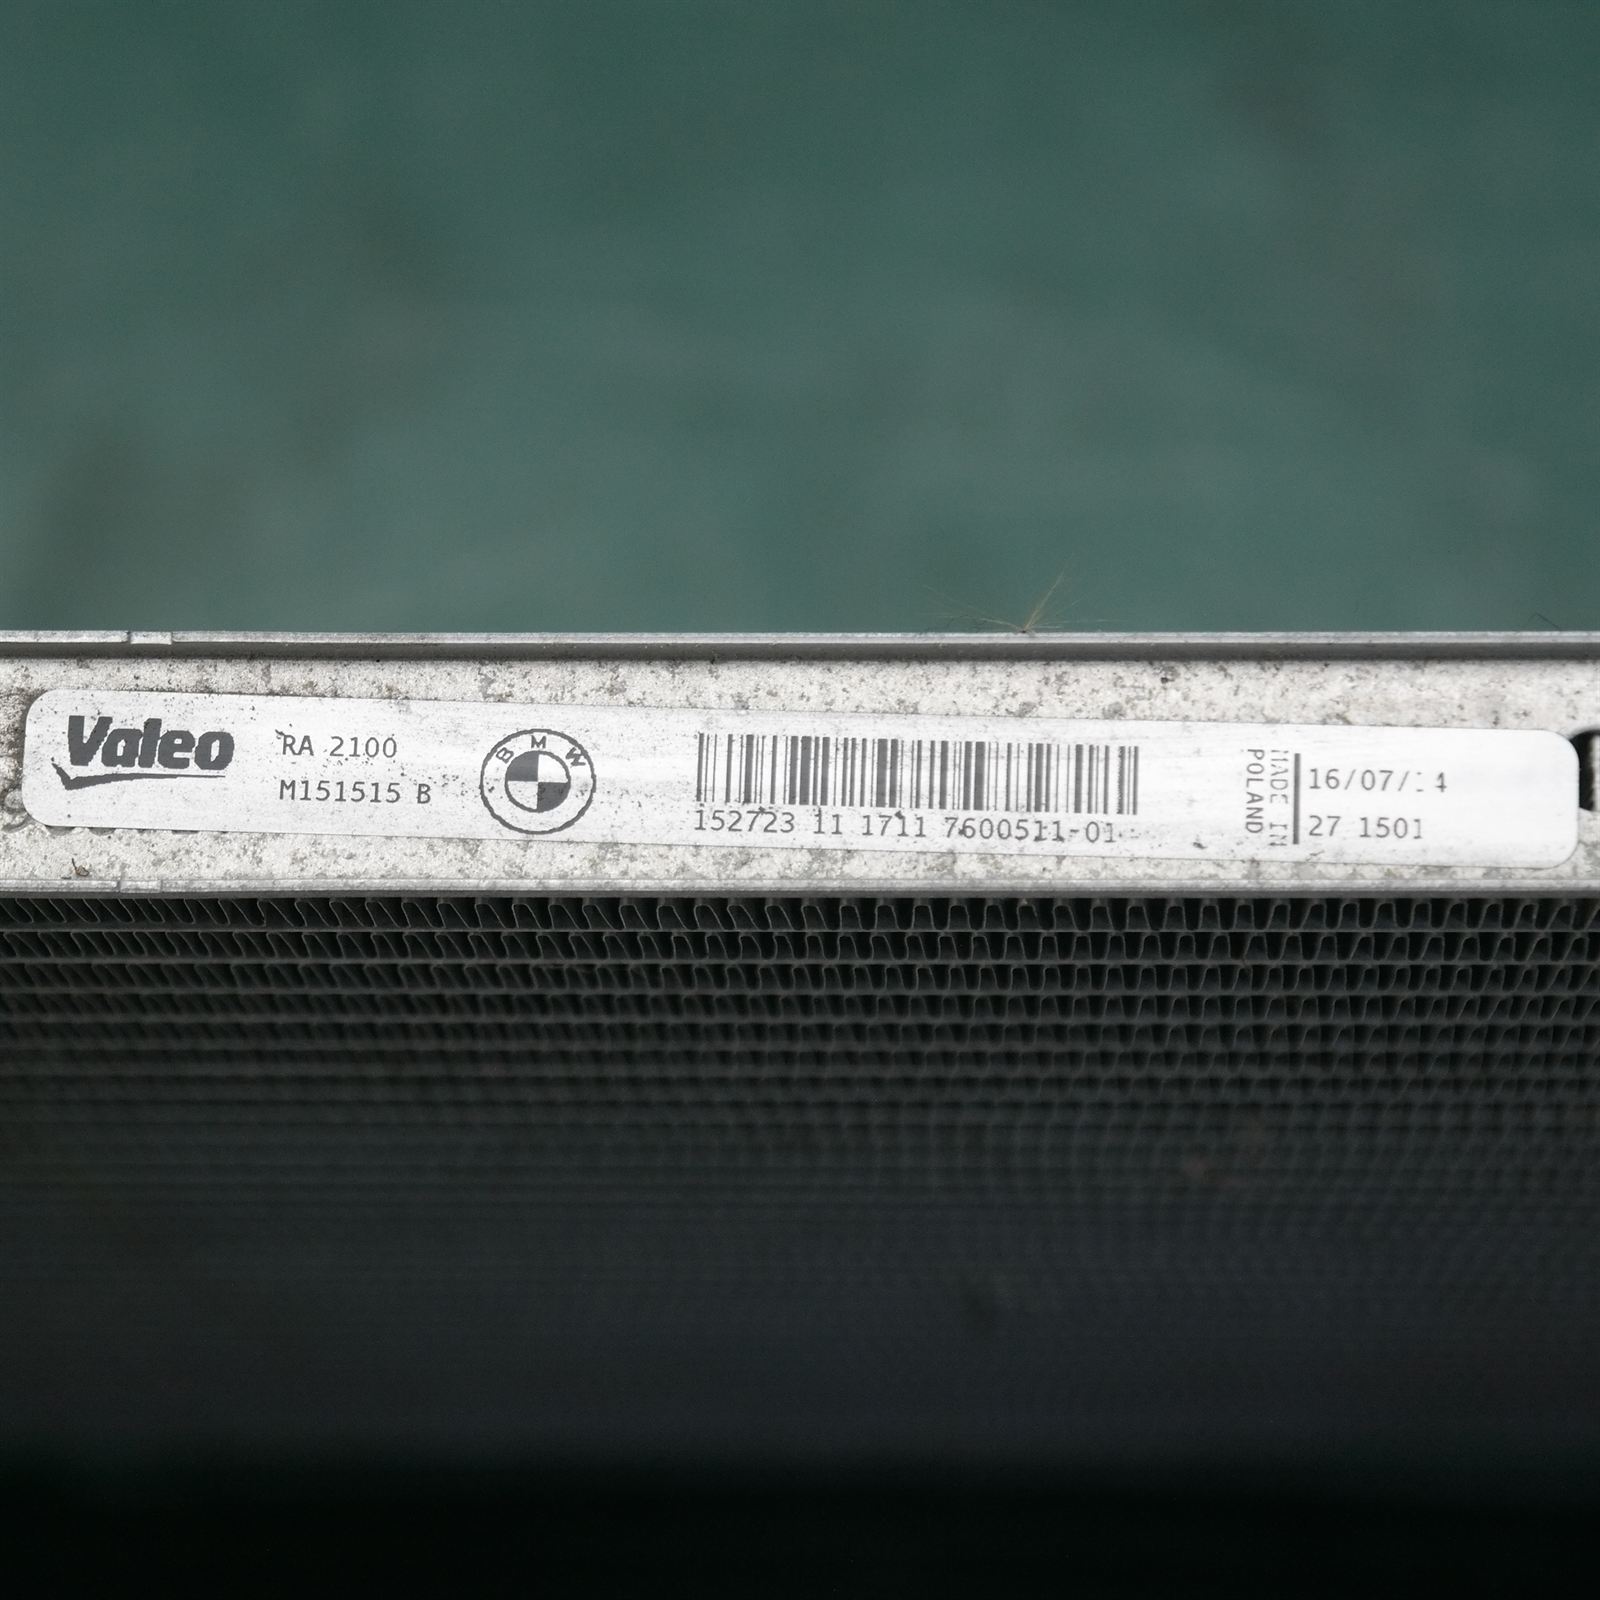 Valeo
RA 2100
M151515 B
BMW
152723 11 1711 7600511-01
MADE IN
POLAND
27 1501